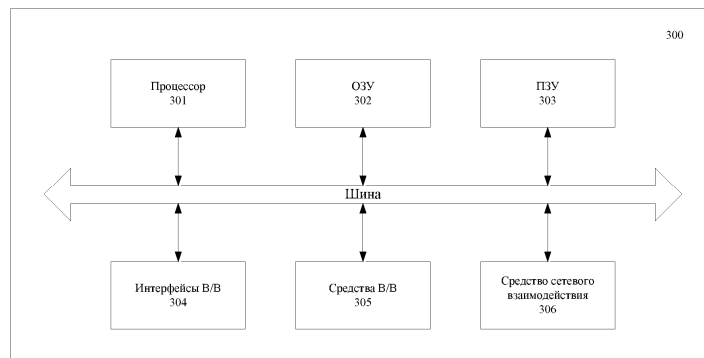 300
Процессор
301
ОЗУ
302
ПЗУ
303
Шина
Интерфейсы В/В
304
Средства В/В
305
Средство сетевого
взаимодействия
306